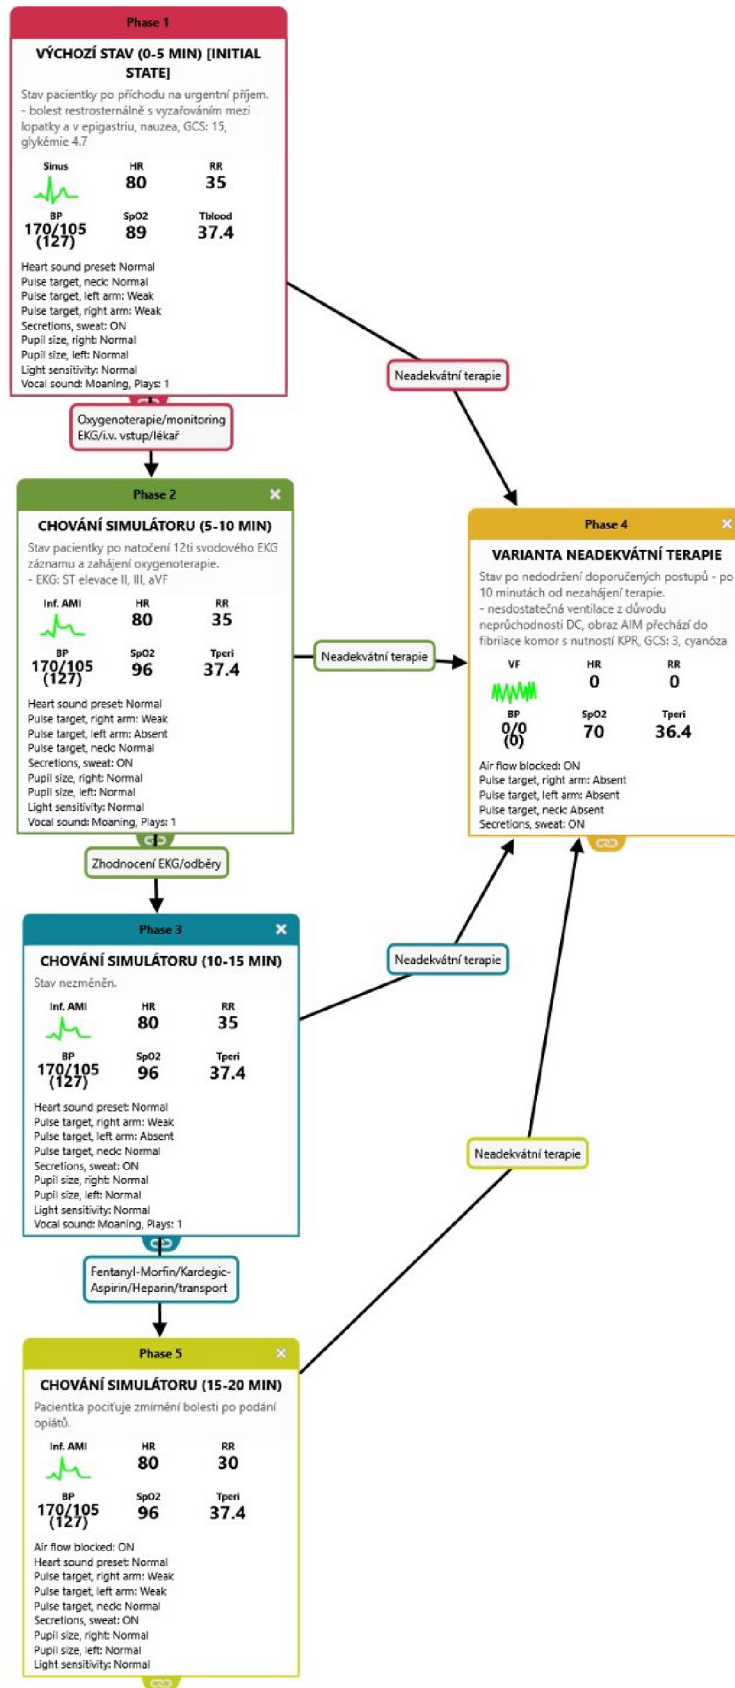 Phase 1
VÝCHOZÍ STAV (0-5 MIN) [INITIAL
STATE]
Stav pacientky po příchodu na urgentní příjem.
- bolest restrosternálně s vyzařováním mezi
lopatky a v epigastriu, nauzea, GCS: 15,
glykémie 4.7
Sinus HR RR
80 35
BP SpO2 Tblood
170/105 89 37.4
(127)
Heart sound preset: Normal
Pulse target, neck: Normal
Pulse target, left arm: Weak
Pulse target, right arm: Weak
Secretions, sweat: ON
Pupil size, right: Normal
Pupil size, left: Normal
Light sensitivity: Normal
Vocal sound: Moaning, Plays: 1
Neadekvátní terapie
Oxygenoterapie/monitoring
EKG/i.v. vstup/lékař
Phase 2
CHOVÁNÍ SIMULÁTORU (5-10 MIN)
Stav pacientky po natočení 12ti svodového EKG
záznamu a zahájení oxygenoterapie.
- EKG: ST elevace II, III, aVF
Inf. AMI HR RR
80 35
BP SpO2 Tperi
170/105 96 37.4
(127)
Heart sound preset: Normal
Pulse target, right arm: Weak
Pulse target, left arm: Absent
Pulse target, neck: Normal
Secretions, sweat: ON
Pupil size, right: Normal
Pupil size, left: Normal
Light sensitivity: Normal
Vocal sound: Moaning, Plays: 1
Neadekvátní terapie
Phase 4
VARIANTA NEADEKVÁTNÍ TERAPIE
Stav po nedodržení doporučených postupů - po
10 minutách od nezahájení terapie.
- nesdostatečná ventilace z důvodu
neprůchodnosti DC, obraz AIM přechází do
fibrilace komor s nutností KPR, GCS: 3, cyanóza
VF HR RR
0 0
BP SpO2 Tperi
0/0 70 36.4
(0)
Air flow blocked: ON
Pulse target, right arm: Absent
Pulse target, left arm: Absent
Pulse target, neck: Absent
Secretions, sweat: ON
Zhodnocení EKG/odběry
Phase 3
CHOVÁNÍ SIMULÁTORU (10-15 MIN)
Stav nezměněn.
Inf. AMI HR RR
80 35
BP SpO2 Tperi
170/105 96 37.4
(127)
Heart sound preset: Normal
Pulse target, right arm: Weak
Pulse target, left arm: Absent
Pulse target, neck: Normal
Secretions, sweat: ON
Pupil size, right: Normal
Pupil size, left: Normal
Light sensitivity: Normal
Vocal sound: Moaning, Plays: 1
Neadekvátní terapie
Neadekvátní terapie
Fentanyl-Morfin/Kardegic-
Aspirin/Heparin/transport
Phase 5
CHOVÁNÍ SIMULÁTORU (15-20 MIN)
Pacientka pociťuje zmírnění bolesti po podání
opiátů.
Inf. AMI HR RR
80 30
BP SpO2 Tperi
170/105 96 37.4
(127)
Air flow blocked: ON
Heart sound preset: Normal
Pulse target, right arm: Weak
Pulse target, left arm: Weak
Pulse target, neck: Normal
Secretions, sweat: ON
Pupil size, right: Normal
Pupil size, left: Normal
Light sensitivity: Normal